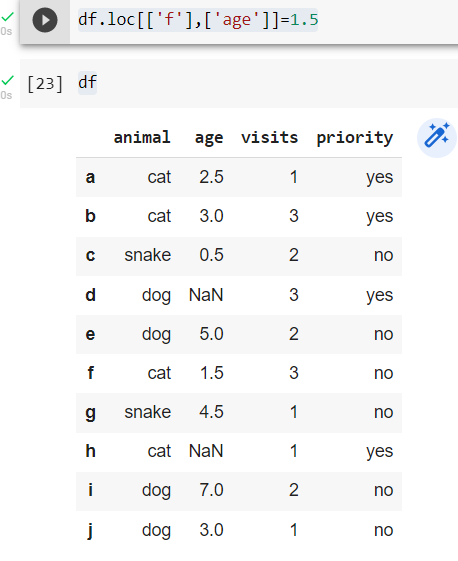 0s
df.loc[['f'],['age']]=1.5
0s
[23] df
animal age visits priority
a cat 2.5 1 yes
b cat 3.0 3 yes
c snake 0.5 2 no
d dog NaN 3 yes
e dog 5.0 2 no
f cat 1.5 3 no
g snake 4.5 1 no
h cat NaN 1 yes
i dog 7.0 2 no
j dog 3.0 1 no